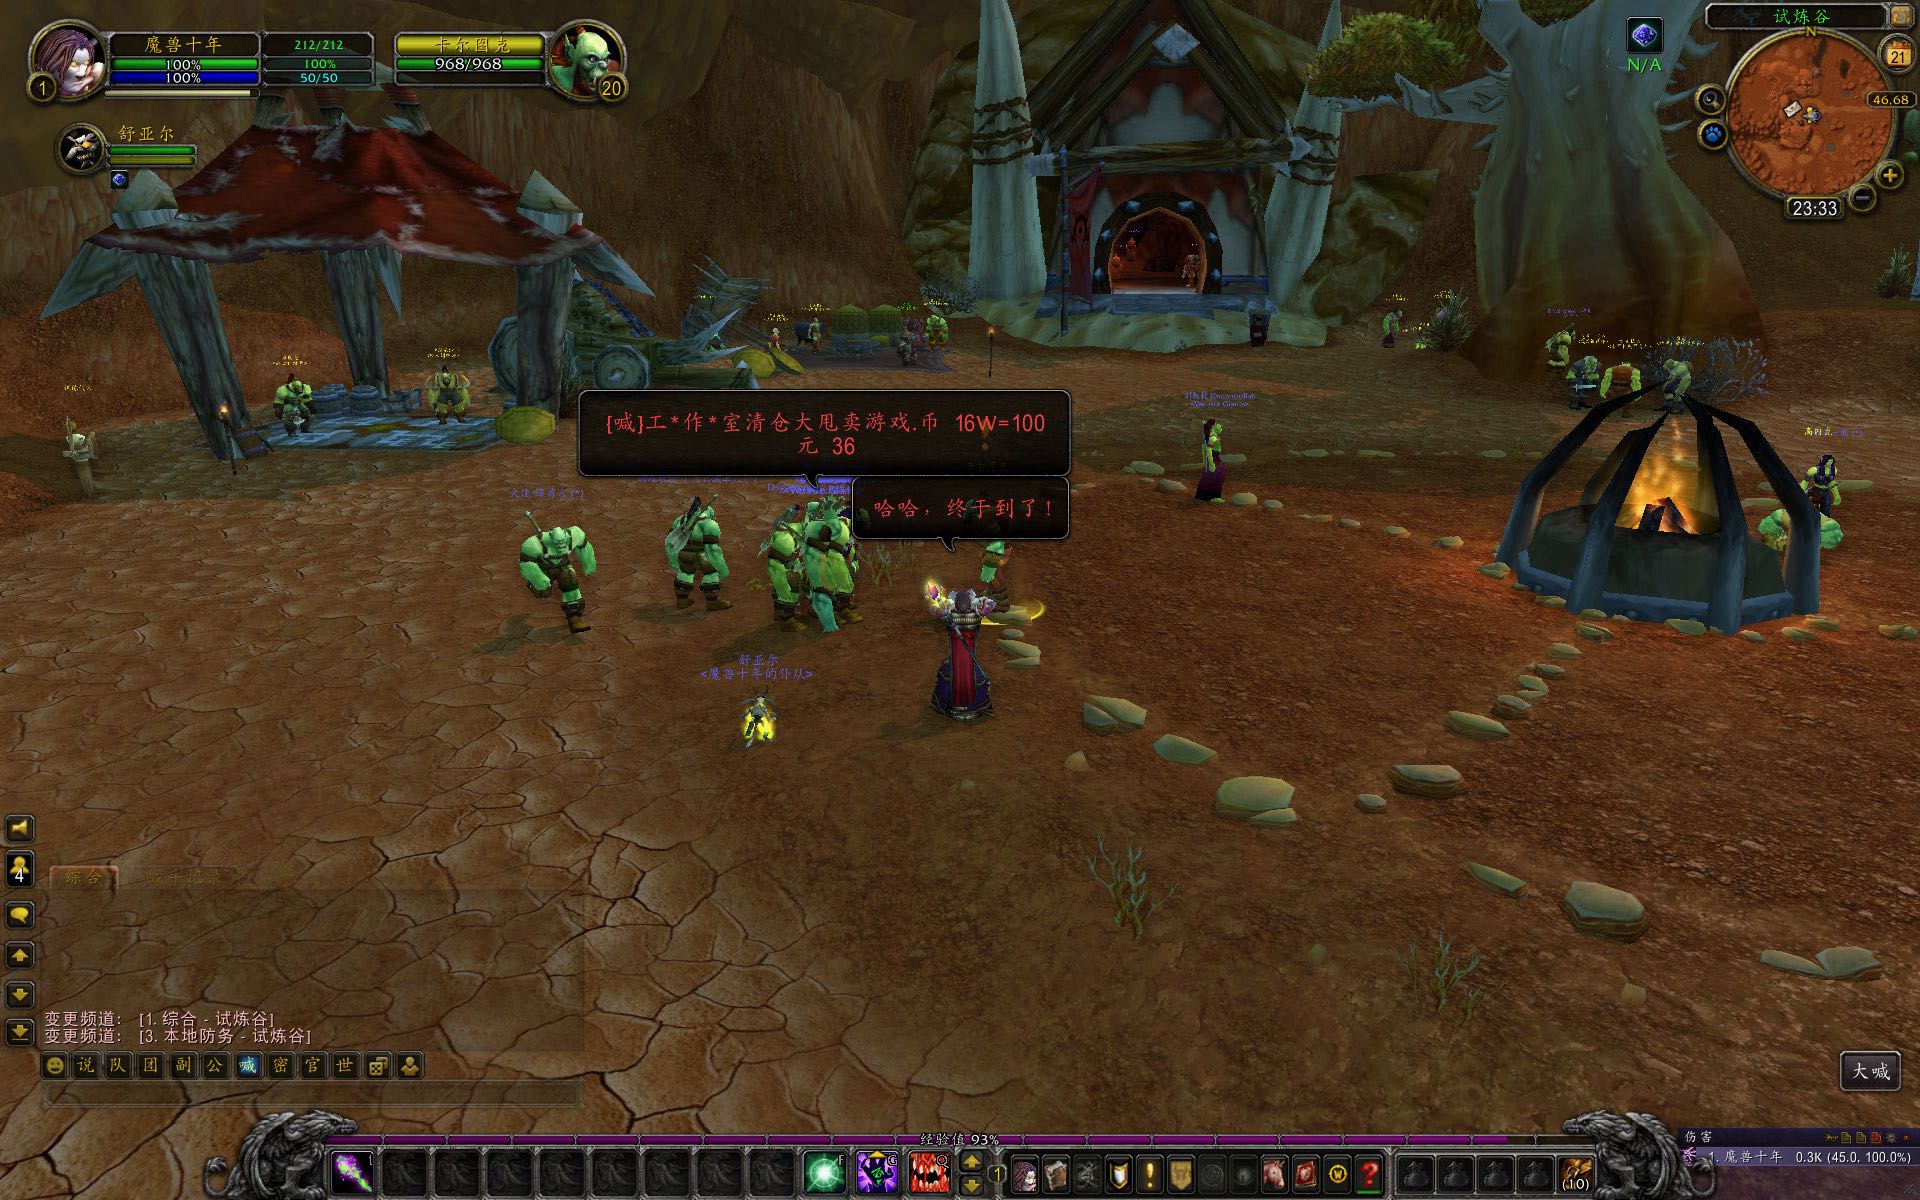 魔兽十年
212/212
100%
100%
100%
50/50
1
卡尔图克
968/968
20
舒亚尔
N/A
试炼谷
N
21
46,68
23:33
[喊]工*作*室清仓大甩卖游戏.币 16W=100
元 36
哈哈，终于到了！
舒亚尔
<魔兽十年的仆从>
4
综合
战斗记录
变更频道： [1. 综合 - 试炼谷]
变更频道： [3. 本地防务 - 试炼谷]
说 队 团 副 公 喊 密 官 世
大喊
经验值 93%
1
F
G
Q
1
(10)
伤害
1. 魔兽十年 0.3K (45.0, 100.0%)